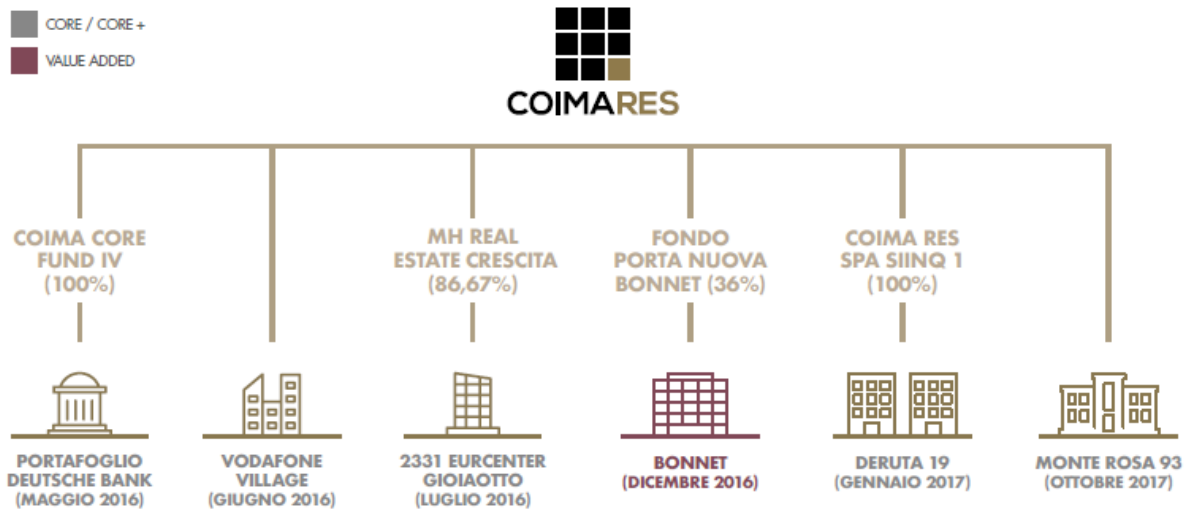 CORE / CORE +
VALUE ADDED
COIMARES
COIMA CORE
FUND IV
(100%)
MH REAL
ESTATE CRESCITA
(86,67%)
FONDO
PORTA NUOVA
BONNET (36%)
COIMA RES
SPA SIINQ 1
(100%)
PORTAFOGLIO
DEUTSCHE BANK
(MAGGIO 2016)
VODAFONE
VILLAGE
(GIUGNO 2016)
2331 EURCENTER
GIOIAOTTO
(LUGLIO 2016)
BONNET
(DICEMBRE 2016)
DERUTA 19
(GENNAIO 2017)
MONTE ROSA 93
(OTTOBRE 2017)